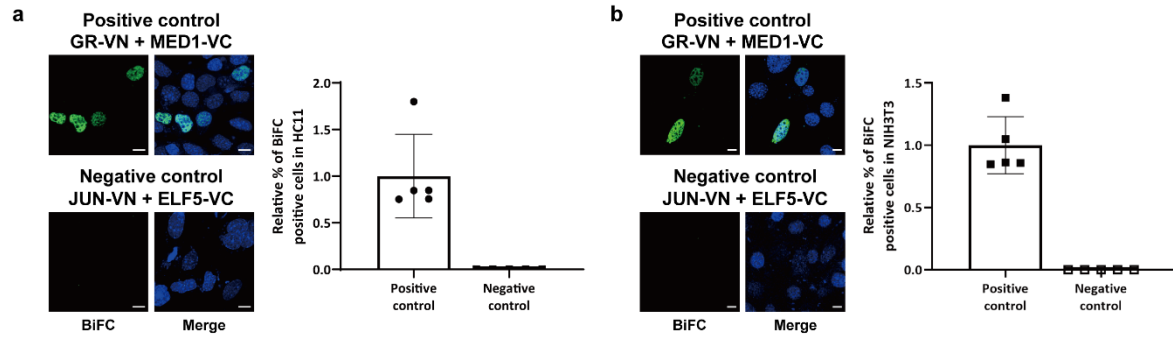 a
Positive control
GR-VN + MED1-VC
Negative control
JUN-VN + ELF5-VC
BiFC Merge
Relative % of BiFC
positive cells in HC11
2.0
1.5
1.0
0.5
0.0
Positive
control
Negative
control
b
Positive control
GR-VN + MED1-VC
Negative control
JUN-VN + ELF5-VC
BiFC Merge
Relative % of BiFC
positive cells in NIH3T3
1.5
1.0
0.5
0.0
Positive
control
Negative
control